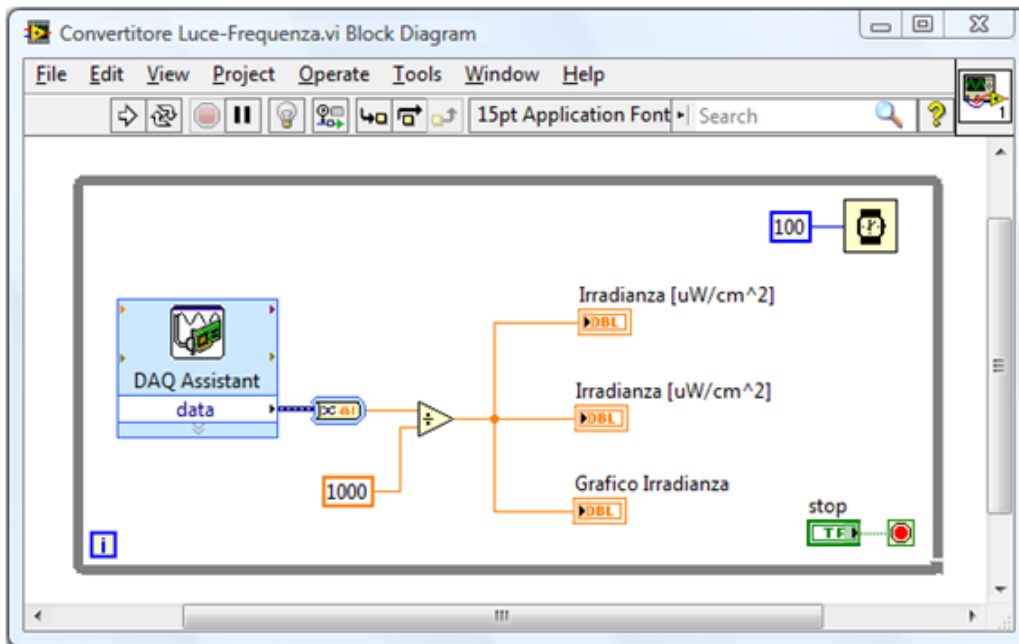 Convertitore Luce-Frequenza.vi Block Diagram
File Edit View Project Operate Tools Window Help
15pt Application Font Search
1
100
Irradianza [uW/cm^2]
DBL
DAQ Assistant
data
Irradianza [uW/cm^2]
DBL
1000
Grafico Irradianza
DBL
stop
TF
i